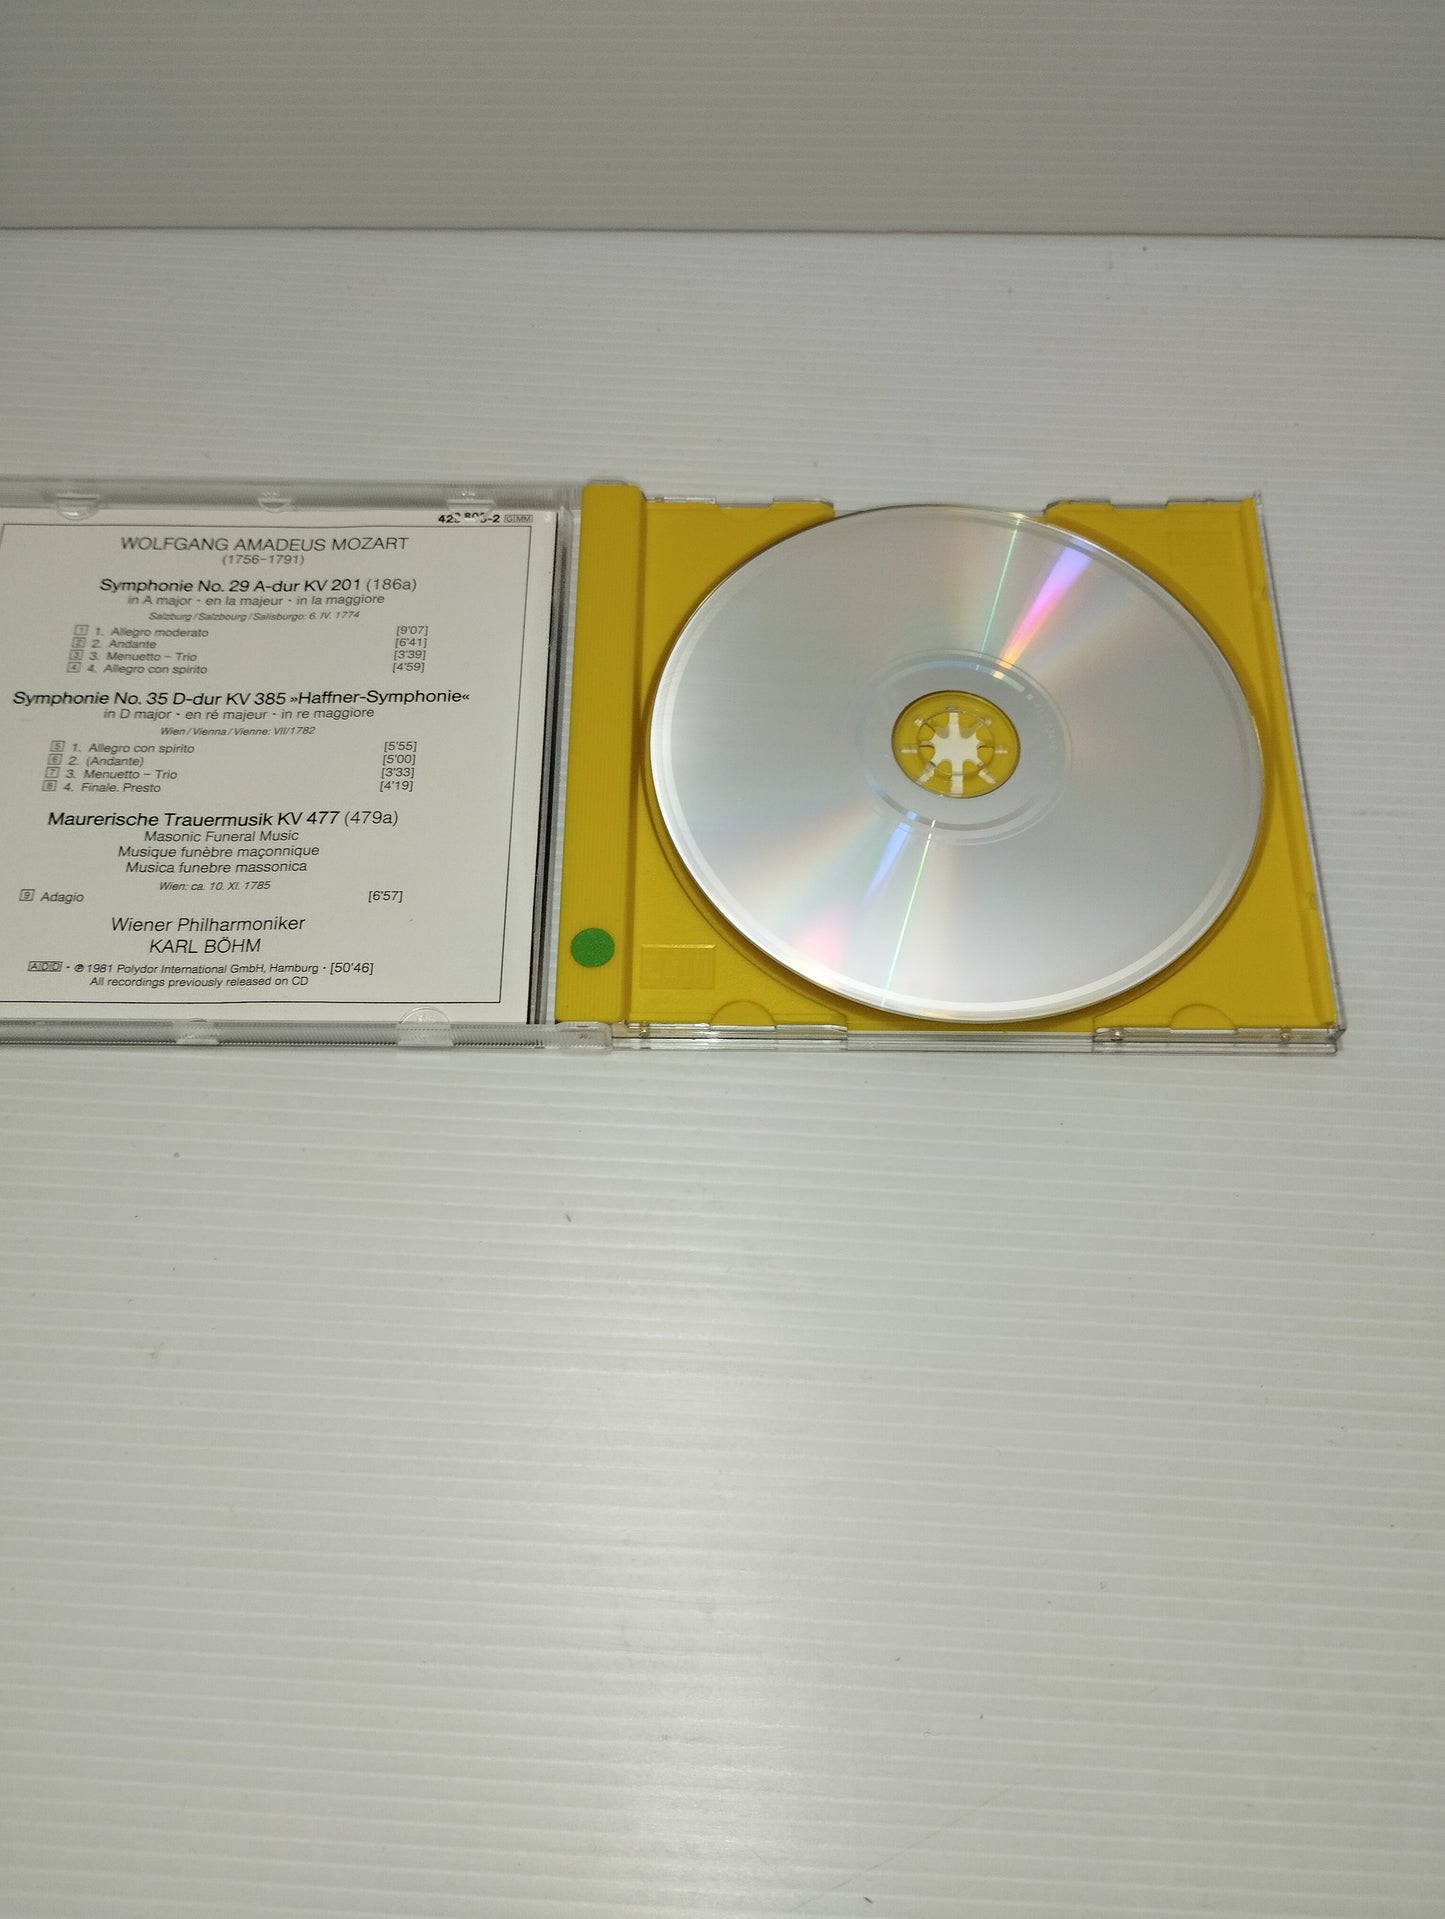 GMM
WOLFGANG AMADEUS MOZART
(1756–1791)
Symphonie No. 29 A-dur KV 201 (186a)
in A major · en la majeur · in la maggiore
Salzburg / Salzbourg / Salisburgo: 6. IV. 1774
1 1. Allegro moderato [9'07]
2 2. Andante [6'41]
3 3. Menuetto – Trio [3'39]
4 4. Allegro con spirito [4'59]
Symphonie No. 35 D-dur KV 385 »Haffner-Symphonie«
in D major · en ré majeur · in re maggiore
Wien / Vienna / Vienne: VII/1782
5 1. Allegro con spirito [5'55]
6 2. (Andante) [5'00]
7 3. Menuetto – Trio [3'33]
8 4. Finale. Presto [4'19]
Maurerische Trauermusik KV 477 (479a)
Masonic Funeral Music
Musique funèbre maçonnique
Musica funebre massonica
Wien: ca. 10. XI. 1785
9 Adagio [6'57]
Wiener Philharmoniker
KARL BÖHM
ADD · ℗ 1981 Polydor International GmbH, Hamburg · [50'46]
All recordings previously released on CD